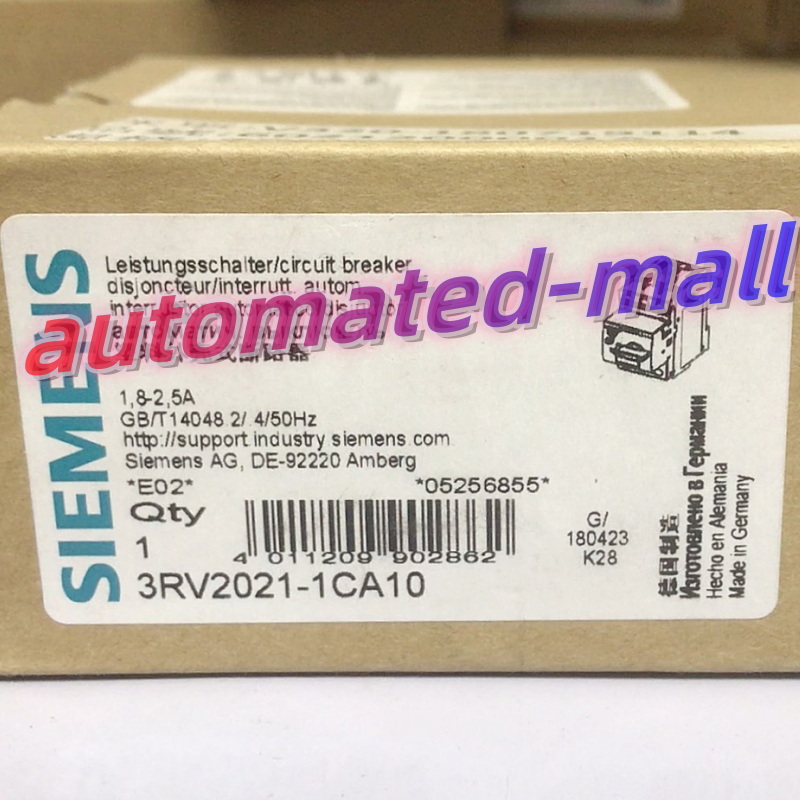 SIEMENS
Leistungsschalter/circuit breaker
disjoncteur/interrutt. autom.
automated-mall
1,8-2,5A
GB/T14048.2/.4/50Hz
http://support.industry.siemens.com
Siemens AG, DE-92220 Amberg
*E02*
*05256855*
Qty
1
4 011209 902862
3RV2021-1CA10
G/
180423
K28
德国制造
Изготовлено в Германии
Hecho en Alemania
Made in Germany